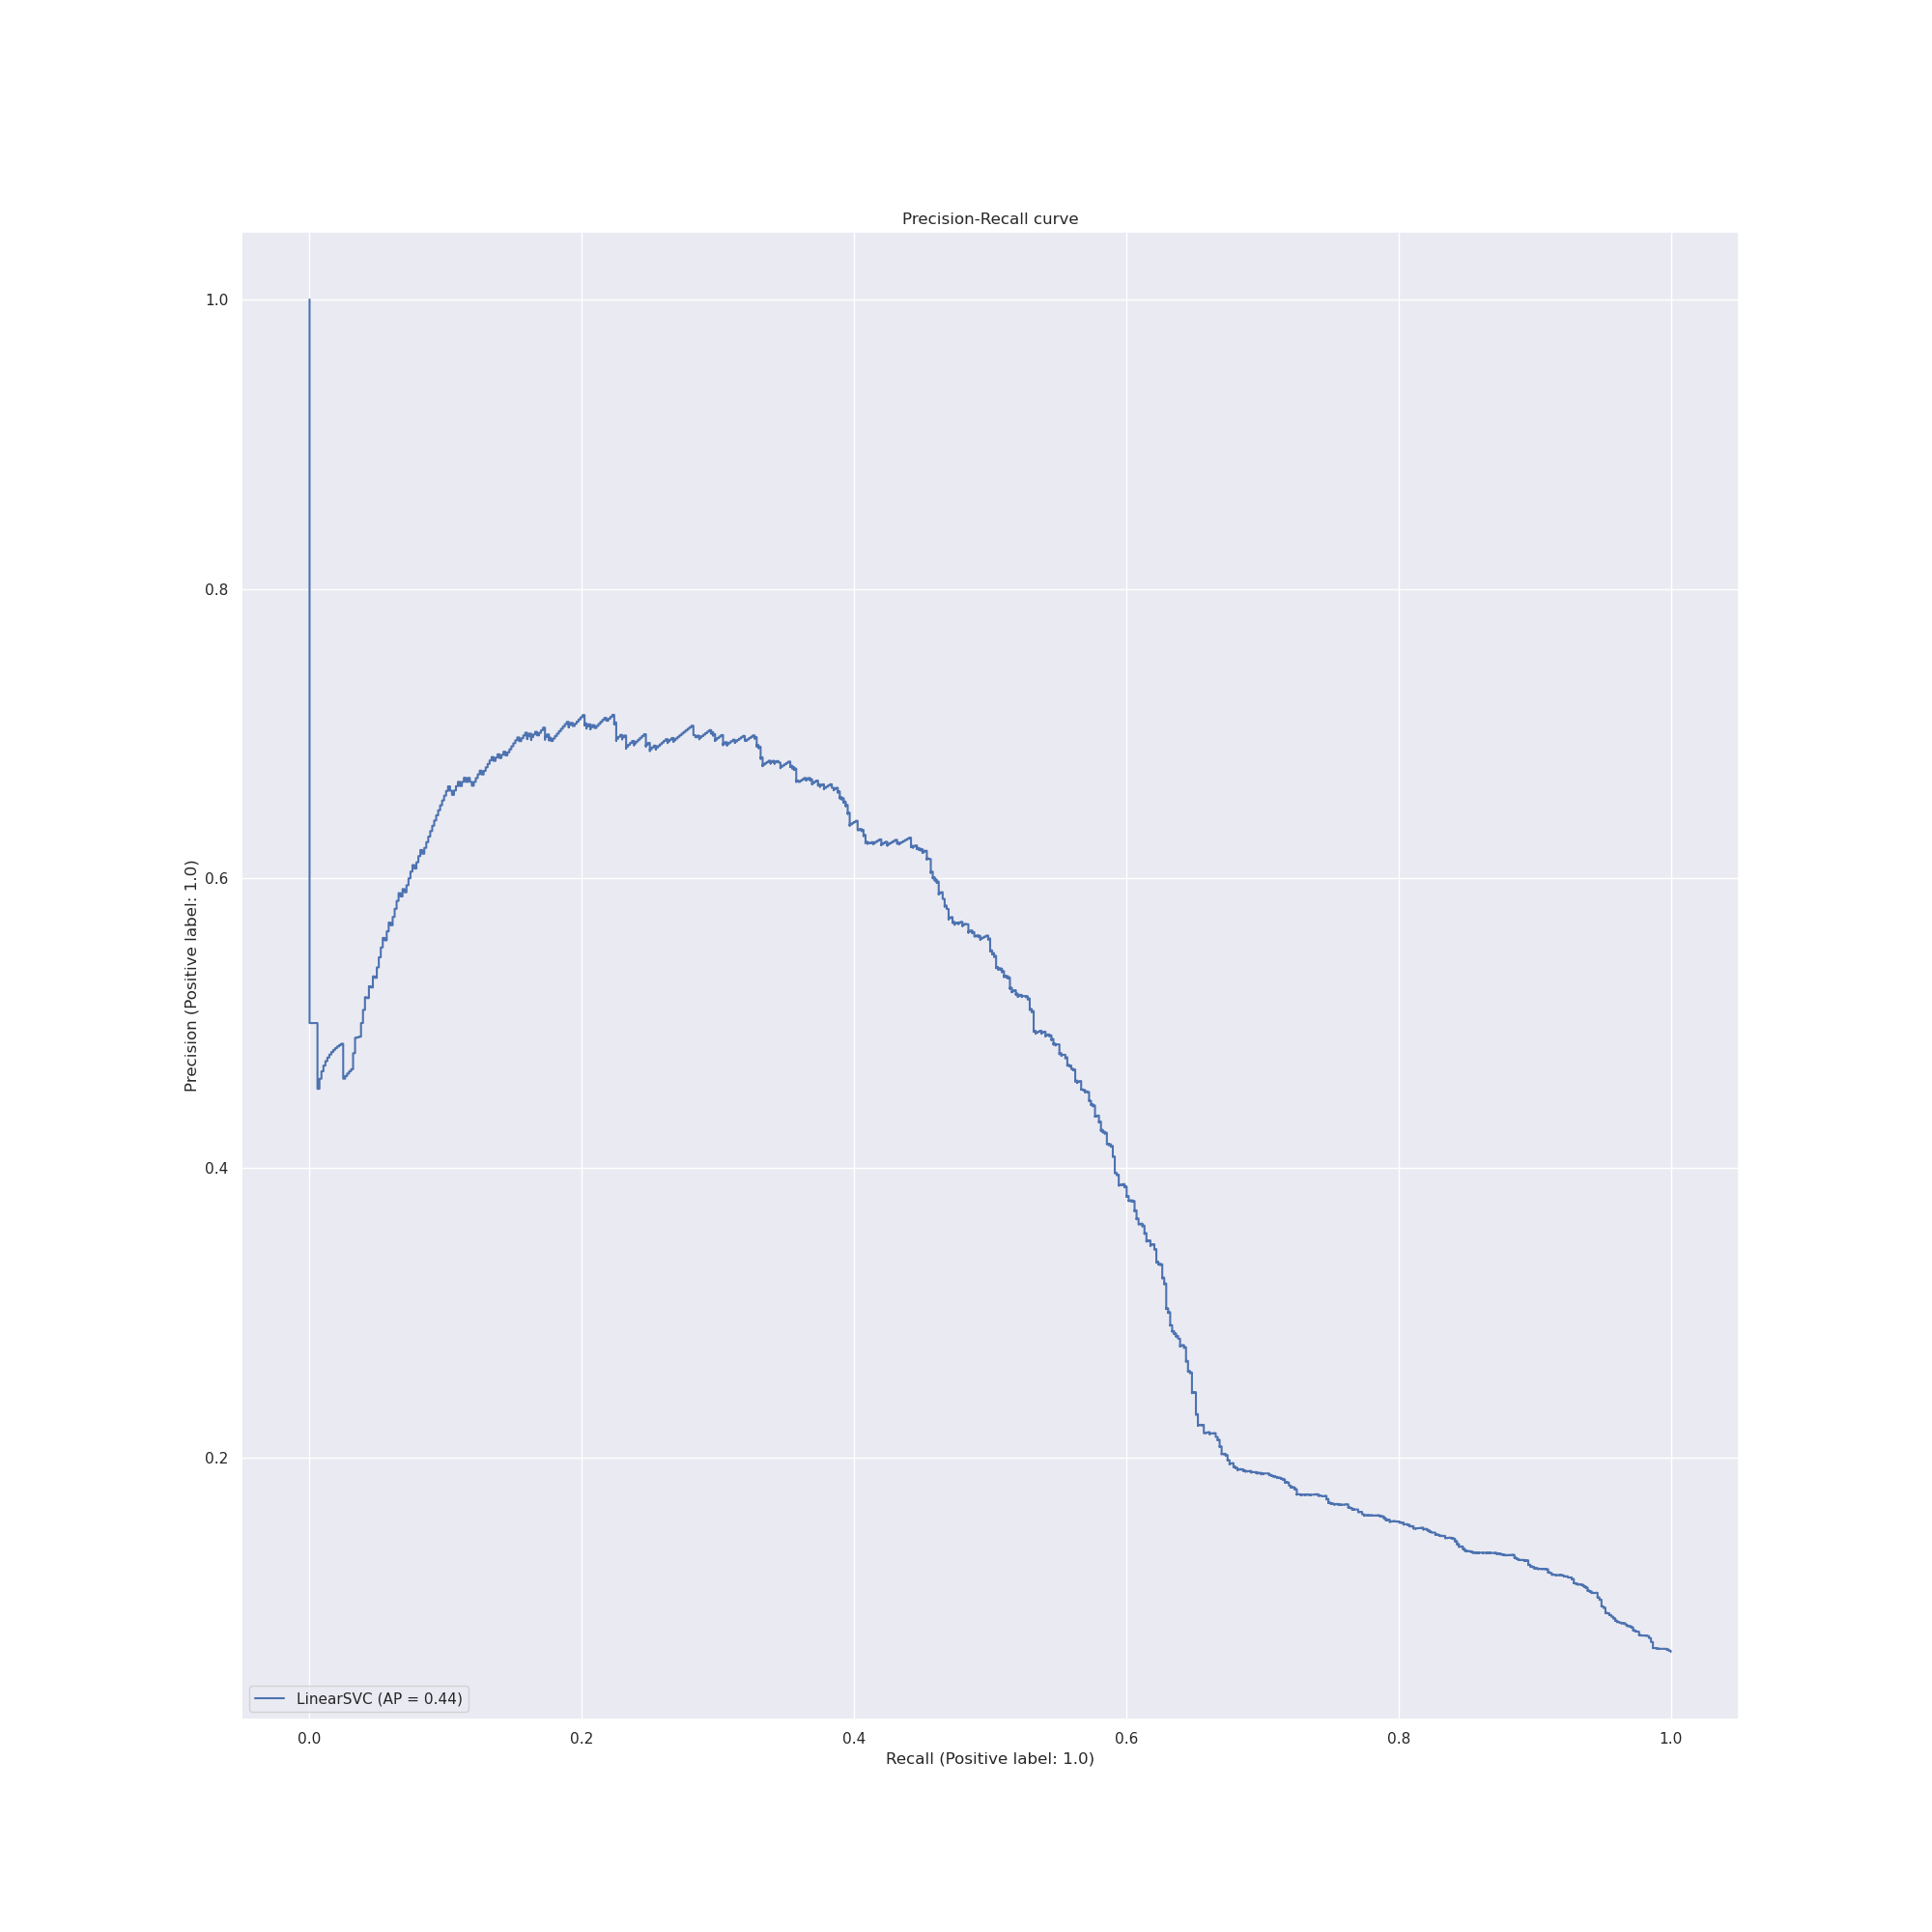 Precision-Recall curve
1.0
0.8
0.6
0.4
0.2
Precision (Positive label: 1.0)
LinearSVC (AP = 0.44)
0.0 0.2 0.4 0.6 0.8 1.0
Recall (Positive label: 1.0)